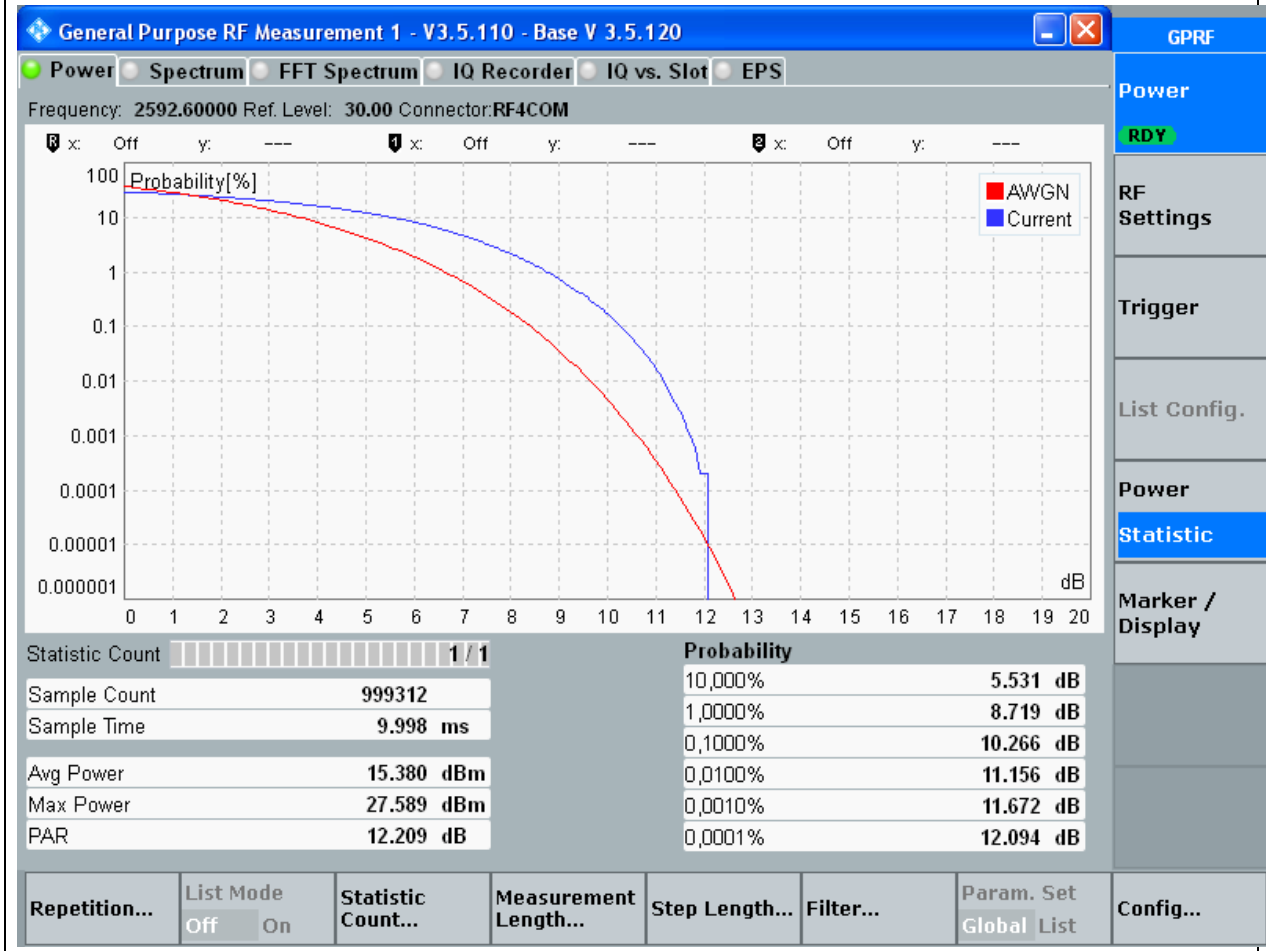 General Purpose RF Measurement 1 - V3.5.110 - Base V 3.5.120
GPRF
Power Spectrum FFT Spectrum IQ Recorder IQ vs. Slot EPS
Power
RDY
Frequency: 2592.60000 Ref. Level: 30.00 Connector:RF4COM
R x: Off y: --- 1 x: Off y: --- 2 x: Off y: ---
Probability[%]
AWGN
Current
100
10
1
0.1
0.01
0.001
0.0001
0.00001
0.000001
dB
0 1 2 3 4 5 6 7 8 9 10 11 12 13 14 15 16 17 18 19 20
RF
Settings
Trigger
List Config.
Power
Statistic
Marker /
Display
Statistic Count 1 / 1
Sample Count 999312
Sample Time 9.998 ms
Avg Power 15.380 dBm
Max Power 27.589 dBm
PAR 12.209 dB
Probability
10,000% 5.531 dB
1,0000% 8.719 dB
0,1000% 10.266 dB
0,0100% 11.156 dB
0,0010% 11.672 dB
0,0001% 12.094 dB
Repetition...
List Mode
Off On
Statistic
Count...
Measurement
Length...
Step Length...
Filter...
Param. Set
Global List
Config...